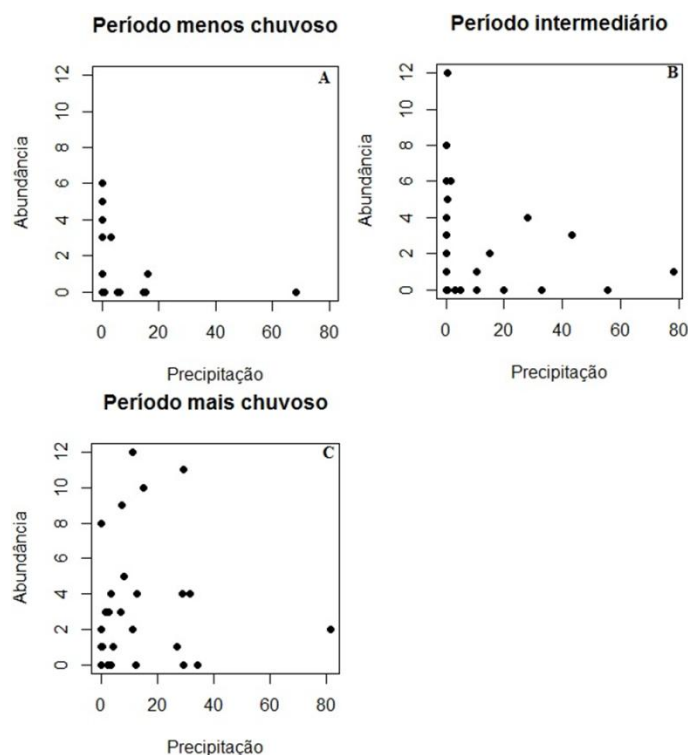 Período menos chuvoso
A
12
10
8
6
4
2
0
Abundância
0 20 40 60 80
Precipitação
Período intermediário
B
12
10
8
6
4
2
0
Abundância
0 20 40 60 80
Precipitação
Período mais chuvoso
C
12
10
8
6
4
2
0
Abundância
0 20 40 60 80
Precipitação